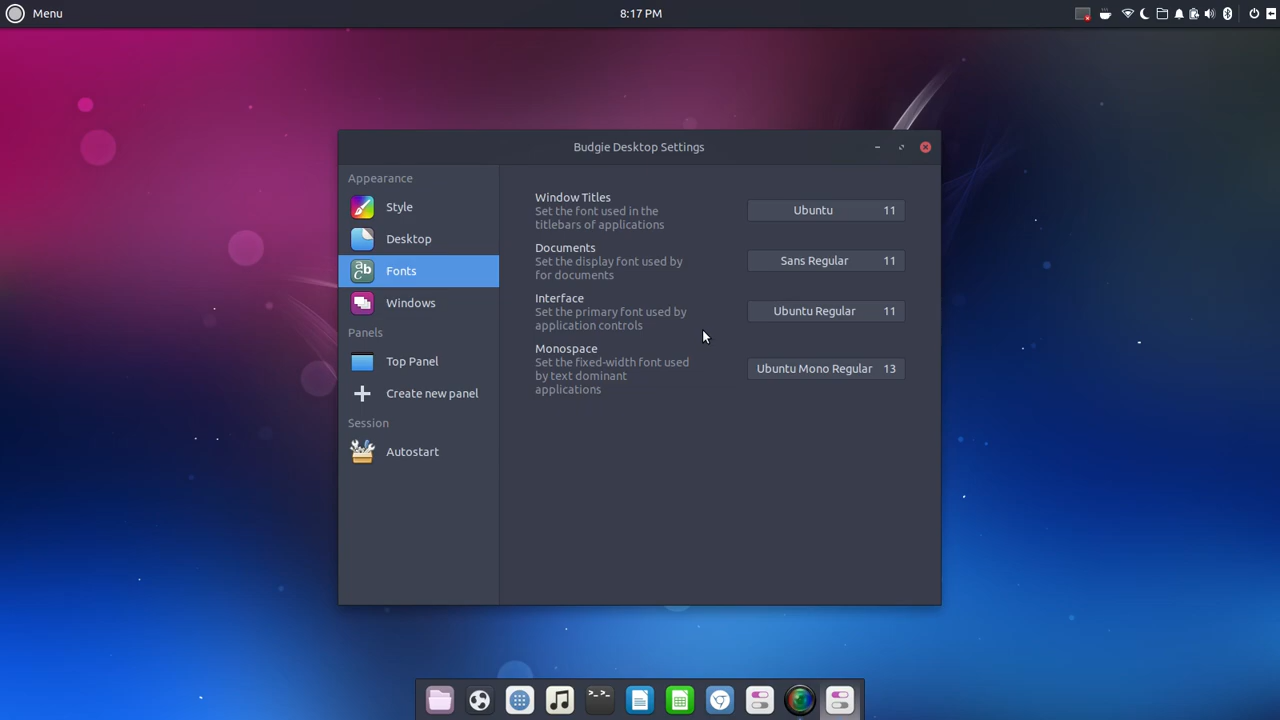 Menu
8:17 PM
Budgie Desktop Settings
Appearance
Style
Desktop
Fonts
Windows
Panels
Top Panel
Create new panel
Session
Autostart
Window Titles
Set the font used in the
titlebars of applications
Ubuntu 11
Documents
Set the display font used by
for documents
Sans Regular 11
Interface
Set the primary font used by
application controls
Ubuntu Regular 11
Monospace
Set the fixed-width font used
by text dominant
applications
Ubuntu Mono Regular 13